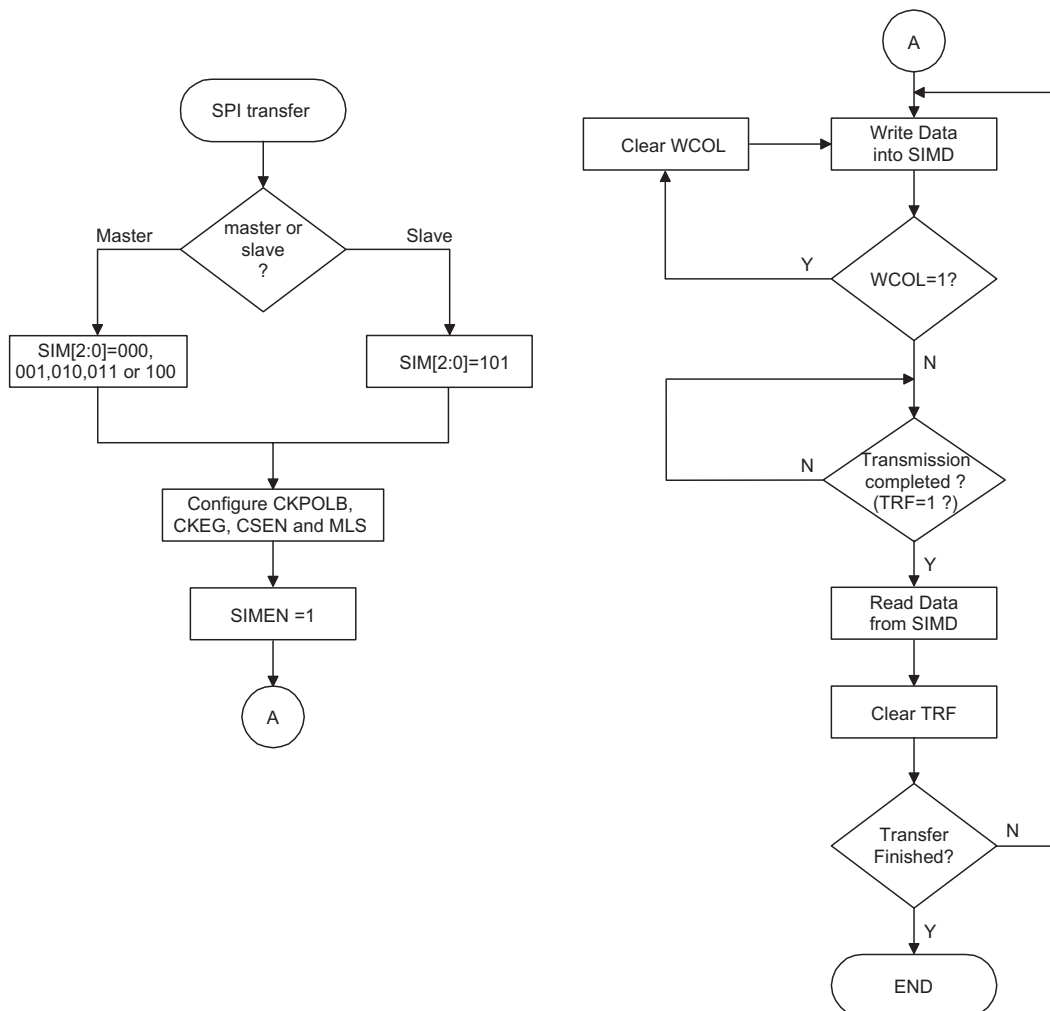 SPI transfer
master or
slave
?
Master
Slave
SIM[2:0]=000,
001,010,011 or 100
SIM[2:0]=101
Configure CKPOLB,
CKEG, CSEN and MLS
SIMEN =1
A
A
Write Data
into SIMD
Clear WCOL
WCOL=1?
Y
N
Transmission
completed ?
(TRF=1 ?)
N
Y
Read Data
from SIMD
Clear TRF
Transfer
Finished?
N
Y
END